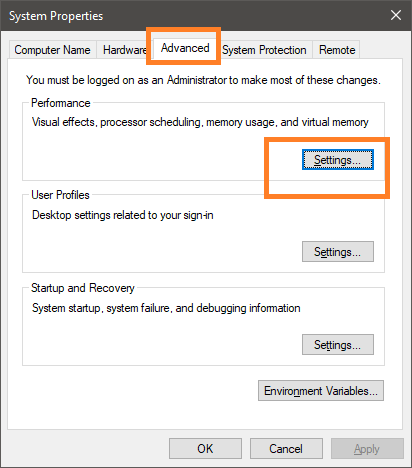 System Properties
Computer Name Hardware Advanced System Protection Remote
You must be logged on as an Administrator to make most of these changes.
Performance
Visual effects, processor scheduling, memory usage, and virtual memory
Settings...
User Profiles
Desktop settings related to your sign-in
Settings...
Startup and Recovery
System startup, system failure, and debugging information
Settings...
Environment Variables...
OK Cancel Apply